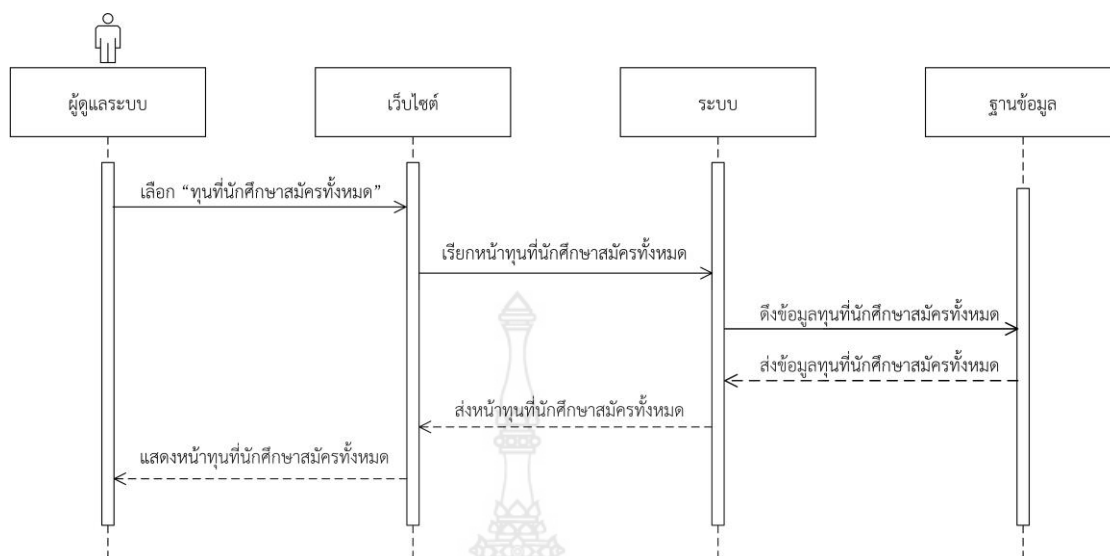 ผู้ดูแลระบบ
เว็บไซต์
ระบบ
ฐานข้อมูล
เลือก “ทุนที่นักศึกษาสมัครทั้งหมด”
เรียกหน้าทุนที่นักศึกษาสมัครทั้งหมด
ดึงข้อมูลทุนที่นักศึกษาสมัครทั้งหมด
ส่งข้อมูลทุนที่นักศึกษาสมัครทั้งหมด
ส่งหน้าทุนที่นักศึกษาสมัครทั้งหมด
แสดงหน้าทุนที่นักศึกษาสมัครทั้งหมด